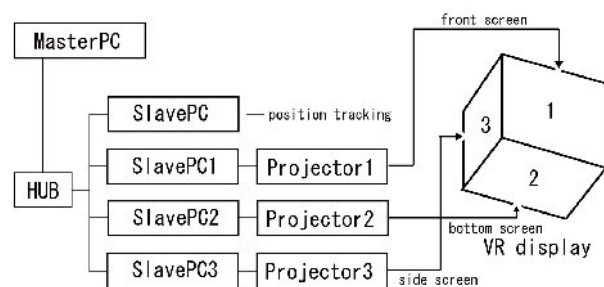 front screen
MasterPC
SlavePC
position tracking
1
3
SlavePC1
Projector1
HUB
2
SlavePC2
Projector2
bottom screen
VR display
SlavePC3
Projector3
side screen